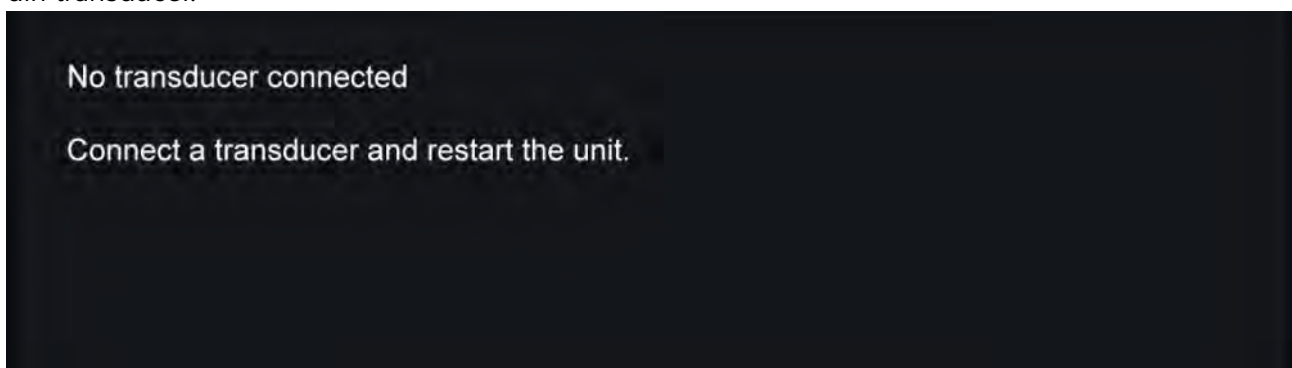 No transducer connected
Connect a transducer and restart the unit.